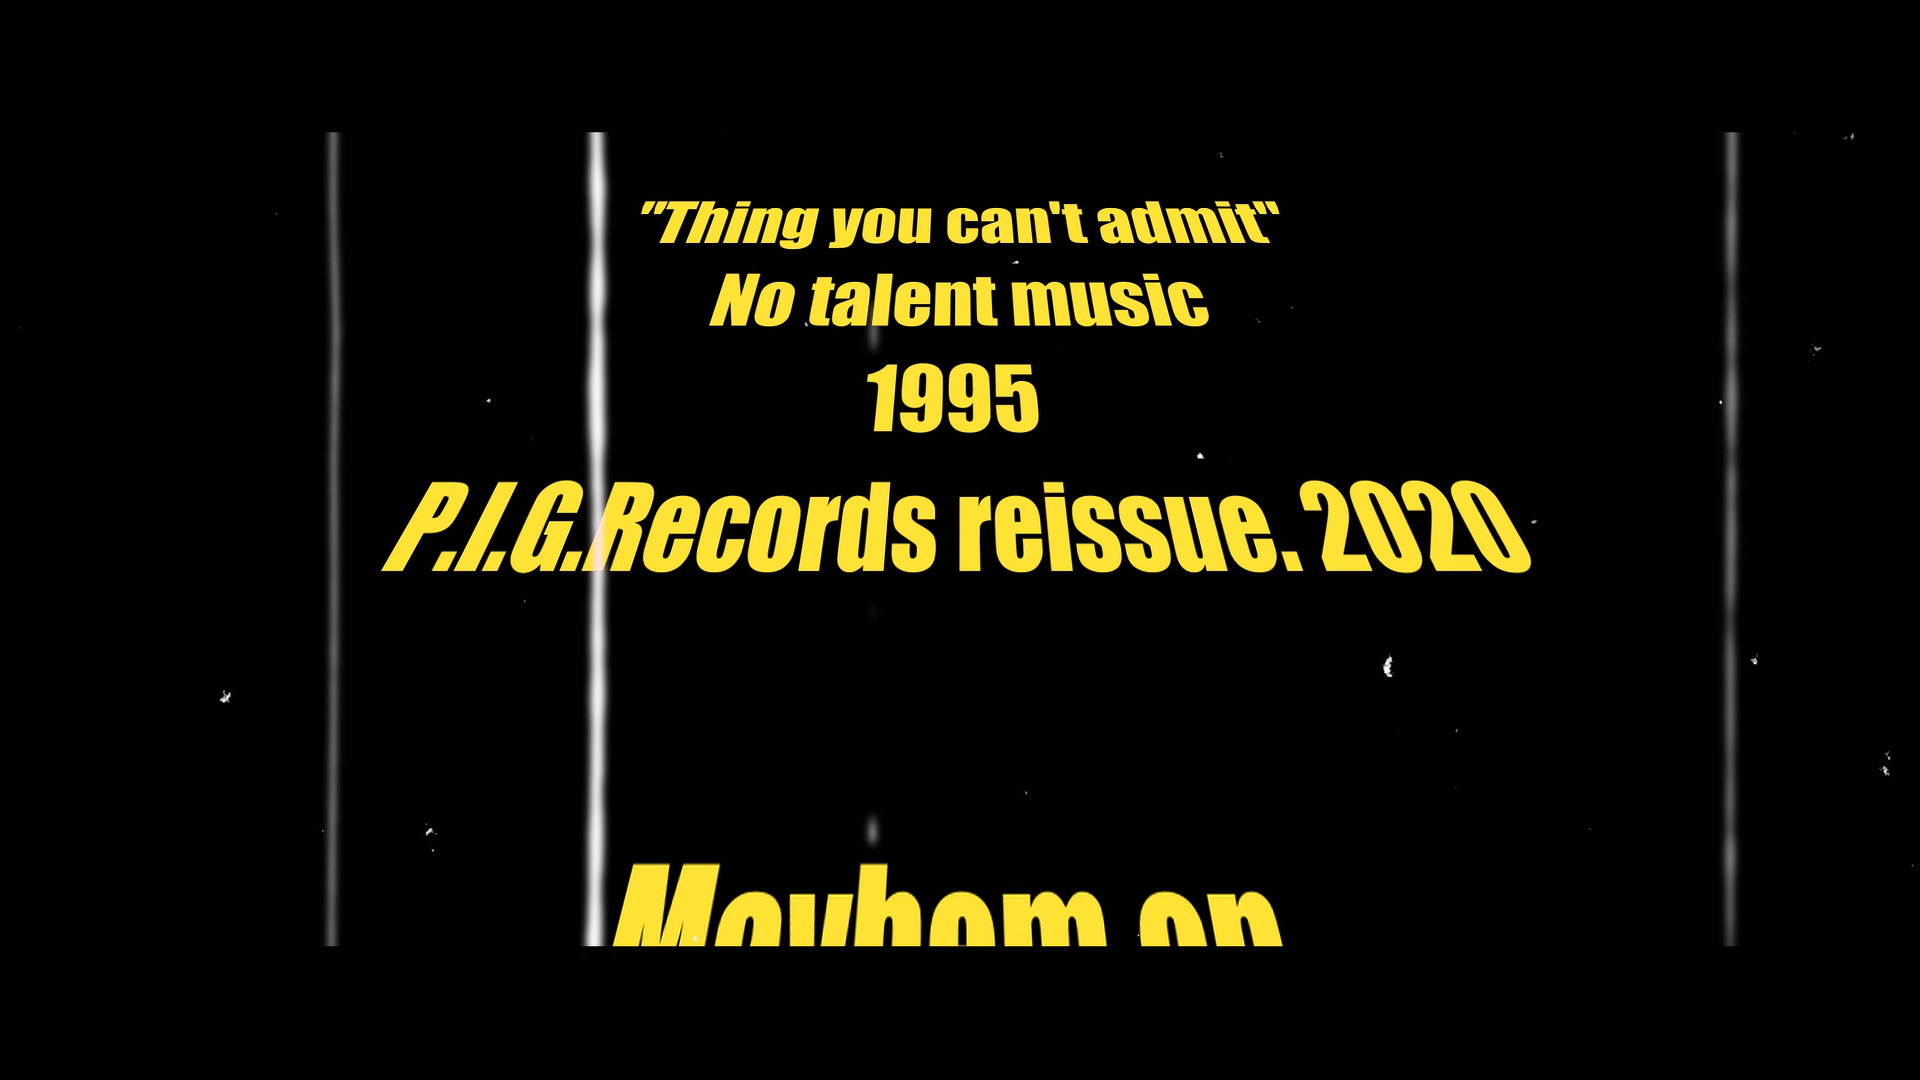 "Thing you can't admit"
No talent music
1995
P.I.G.Records reissue. 2020